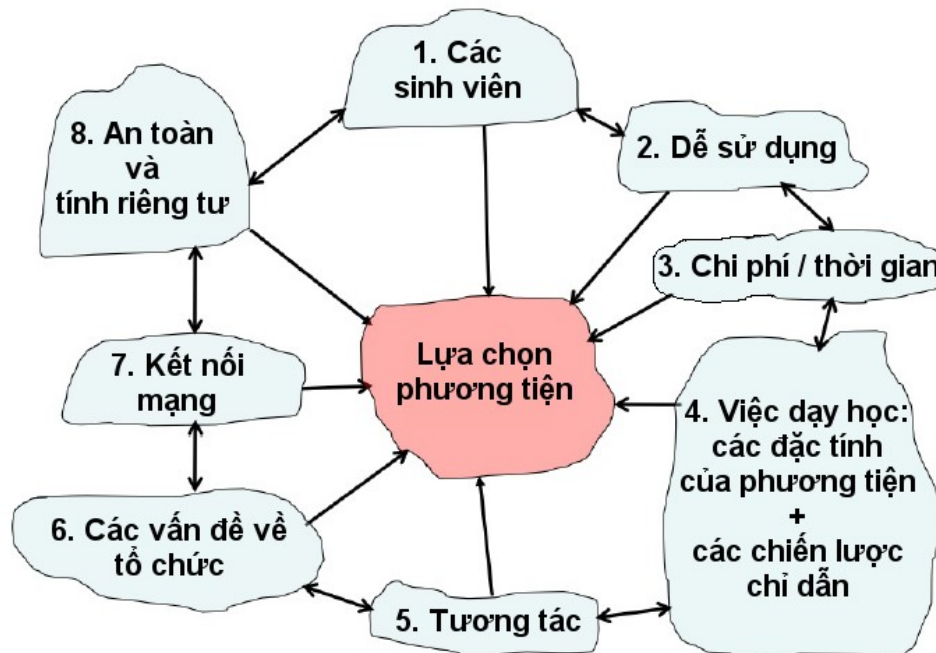 1. Các
sinh viên
2. Dễ sử dụng
3. Chi phí / thời gian
4. Việc dạy học:
các đặc tính
của phương tiện
+
các chiến lược
chỉ dẫn
5. Tương tác
6. Các vấn đề về
tổ chức
7. Kết nối
mạng
8. An toàn
và
tính riêng tư
Lựa chọn
phương tiện